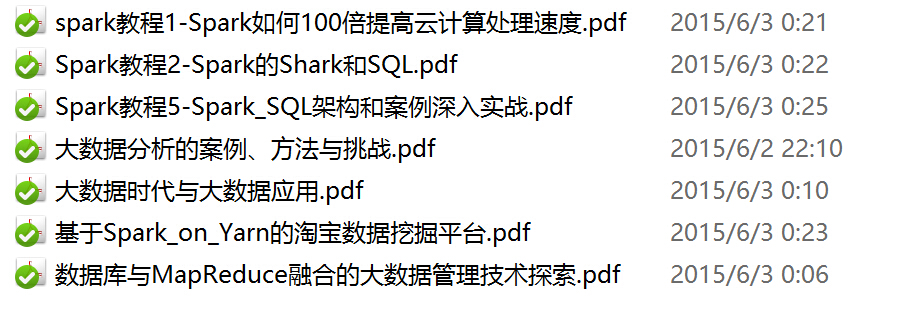 spark教程1-Spark如何100倍提高云计算处理速度.pdf 2015/6/3 0:21
Spark教程2-Spark的Shark和SQL.pdf 2015/6/3 0:22
Spark教程5-Spark_SQL架构和案例深入实战.pdf 2015/6/3 0:25
大数据分析的案例、方法与挑战.pdf 2015/6/2 22:10
大数据时代与大数据应用.pdf 2015/6/3 0:10
基于Spark_on_Yarn的淘宝数据挖掘平台.pdf 2015/6/3 0:23
数据库与MapReduce融合的大数据管理技术探索.pdf 2015/6/3 0:06